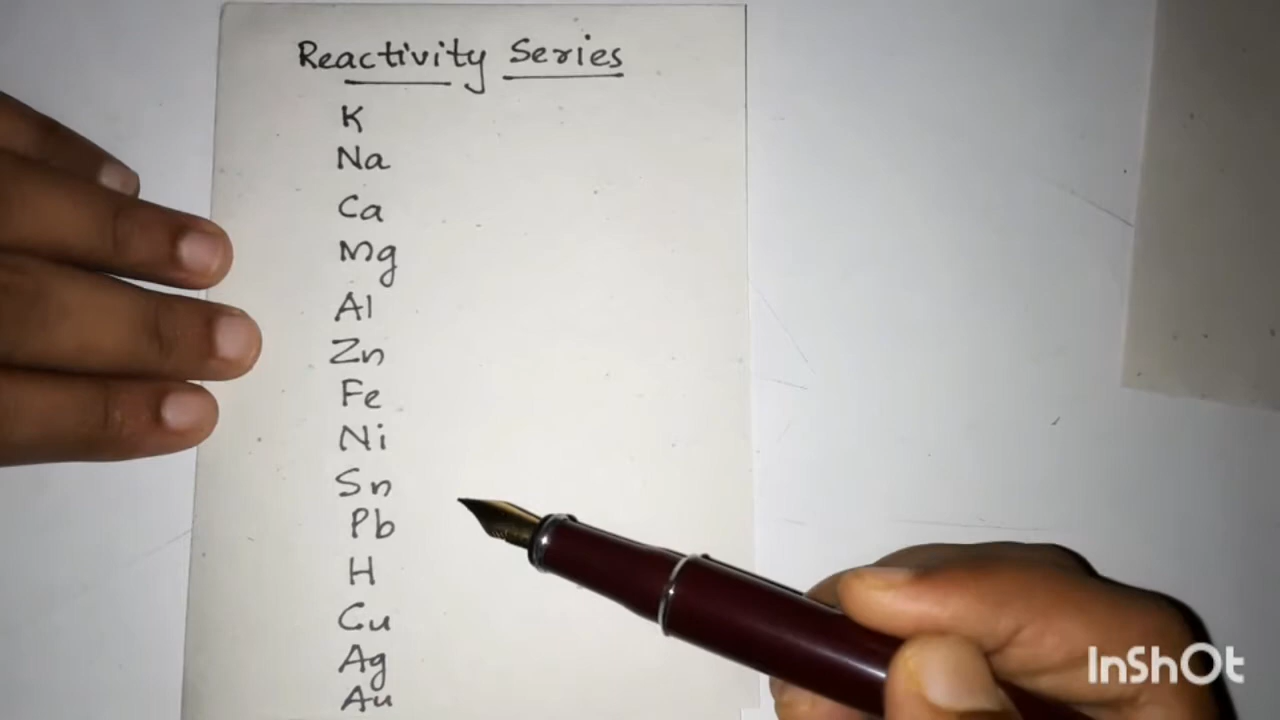 Reactivity Series
K
Na
Ca
Mg
Al
Zn
Fe
Ni
Sn
Pb
H
Cu
Ag
Au
InShOt